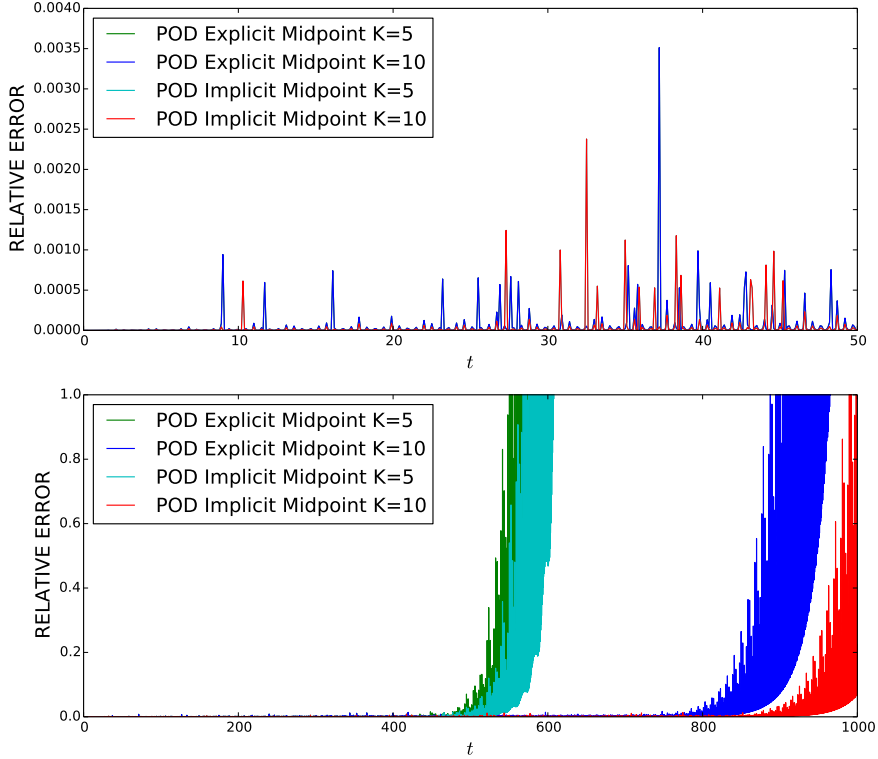 0.0040
0.0035
0.0030
0.0025
0.0020
0.0015
0.0010
0.0005
0.0000
RELATIVE ERROR
POD Explicit Midpoint K=5
POD Explicit Midpoint K=10
POD Implicit Midpoint K=5
POD Implicit Midpoint K=10
0 10 20 30 40 50
t
1.0
0.8
0.6
0.4
0.2
0.0
RELATIVE ERROR
POD Explicit Midpoint K=5
POD Explicit Midpoint K=10
POD Implicit Midpoint K=5
POD Implicit Midpoint K=10
0 200 400 600 800 1000
t